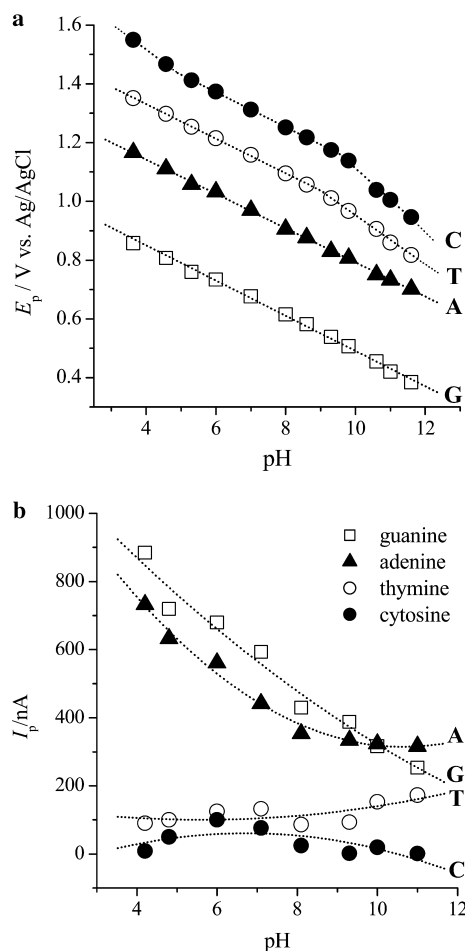 a
1.6
1.4
1.2
1.0
0.8
0.6
0.4
E_p / V vs. Ag/AgCl
C
T
A
G
4 6 8 10 12
pH
b
1000
800
600
400
200
0
I_p/nA
guanine
adenine
thymine
cytosine
A
G
T
C
4 6 8 10 12
pH